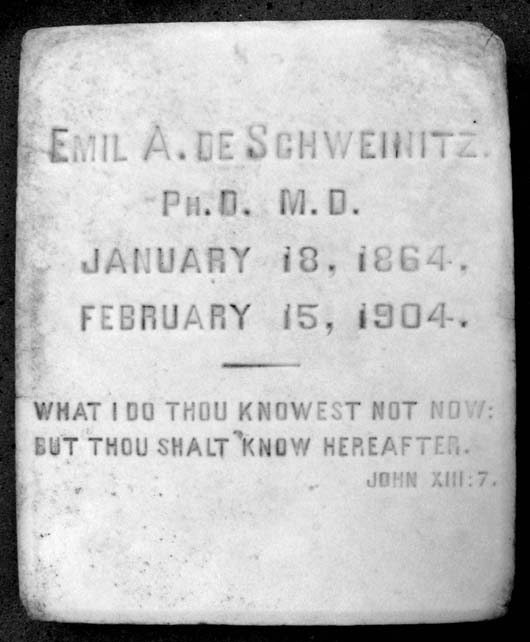 EMIL A. DE SCHWEINITZ.
PH.D. M.D.
JANUARY 18, 1864.
FEBRUARY 15, 1904.
WHAT I DO THOU KNOWEST NOT NOW:
BUT THOU SHALT KNOW HEREAFTER.
JOHN XIII:7.